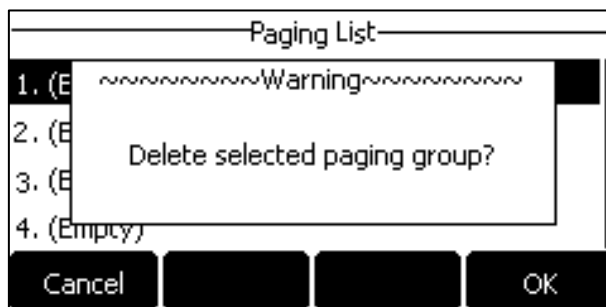 Paging List
1. (E
~~~~~~~~~Warning~~~~~~~~~
2. (E
Delete selected paging group?
3. (E
4. (Empty)
Cancel
OK